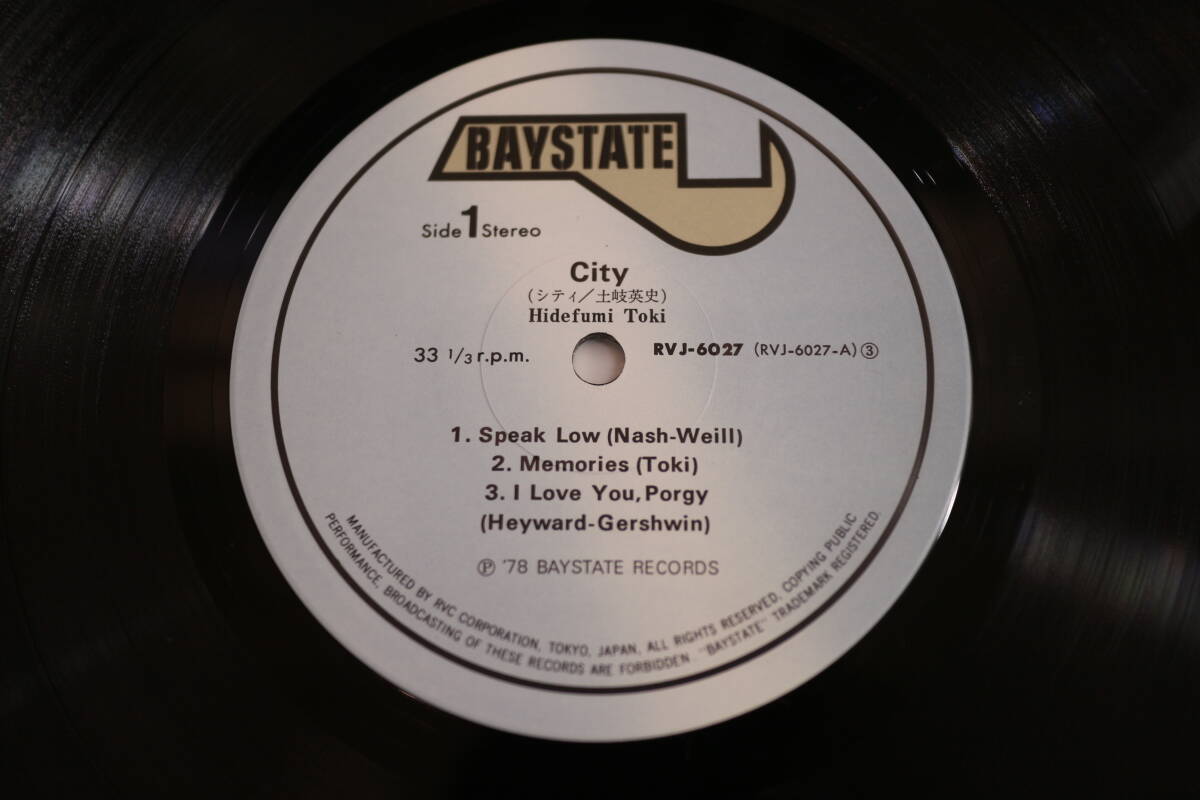 BAYSTATE
Side 1 Stereo
City
(シティ/土岐英史)
Hidefumi Toki
33 1/3 r.p.m.
RVJ-6027 (RVJ-6027-A) ③
1. Speak Low (Nash-Weill)
2. Memories (Toki)
3. I Love You, Porgy
(Heyward-Gershwin)
Ⓟ '78 BAYSTATE RECORDS
MANUFACTURED BY RVC CORPORATION, TOKYO, JAPAN, ALL RIGHTS RESERVED, COPYING PUBLIC
PERFORMANCE, BROADCASTING OF THESE RECORDS ARE FORBIDDEN. "BAYSTATE" TRADEMARK REGISTERED.